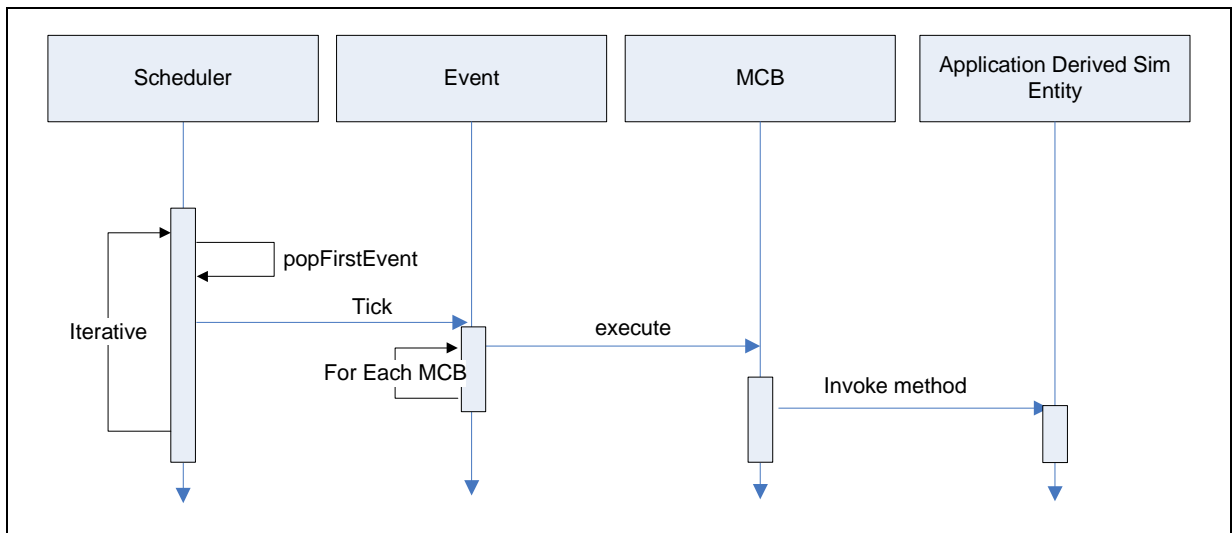 Scheduler
Event
MCB
Application Derived Sim
Entity
popFirstEvent
Tick
Iterative
execute
For Each MCB
Invoke method